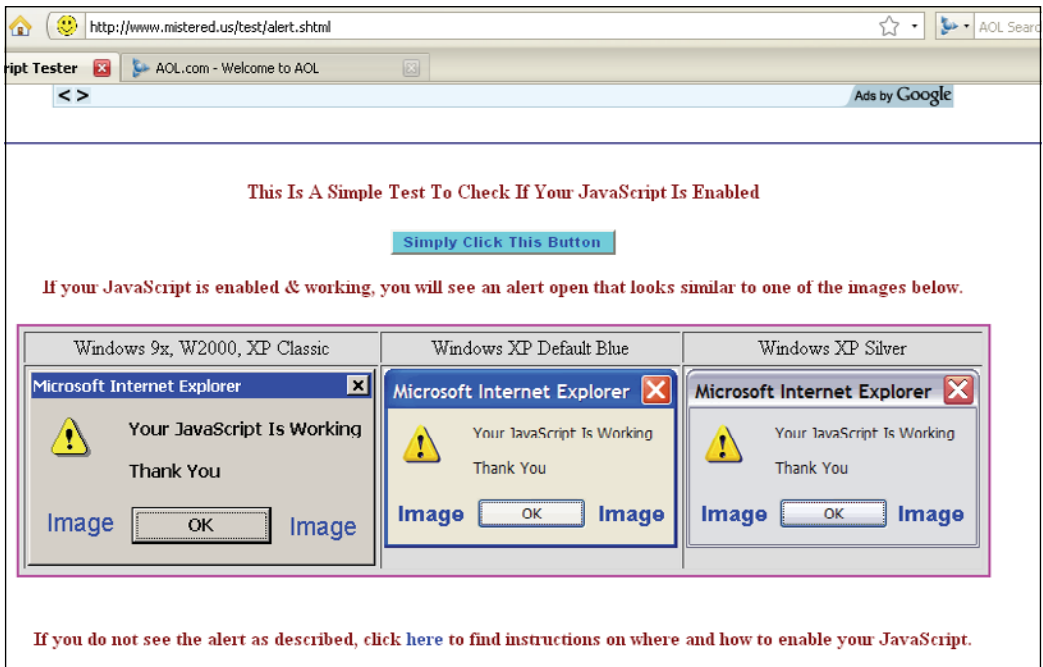 http://www.mistered.us/test/alert.shtml
AOL Searc
ript Tester
AOL.com - Welcome to AOL
< >
Ads by Google
This Is A Simple Test To Check If Your JavaScript Is Enabled
Simply Click This Button
If your JavaScript is enabled & working, you will see an alert open that looks similar to one of the images below.
Windows 9x, W2000, XP Classic
Windows XP Default Blue
Windows XP Silver
Microsoft Internet Explorer
Your JavaScript Is Working
Thank You
Image OK Image
Microsoft Internet Explorer
Your JavaScript Is Working
Thank You
Image OK Image
Microsoft Internet Explorer
Your JavaScript Is Working
Thank You
Image OK Image
If you do not see the alert as described, click here to find instructions on where and how to enable your JavaScript.